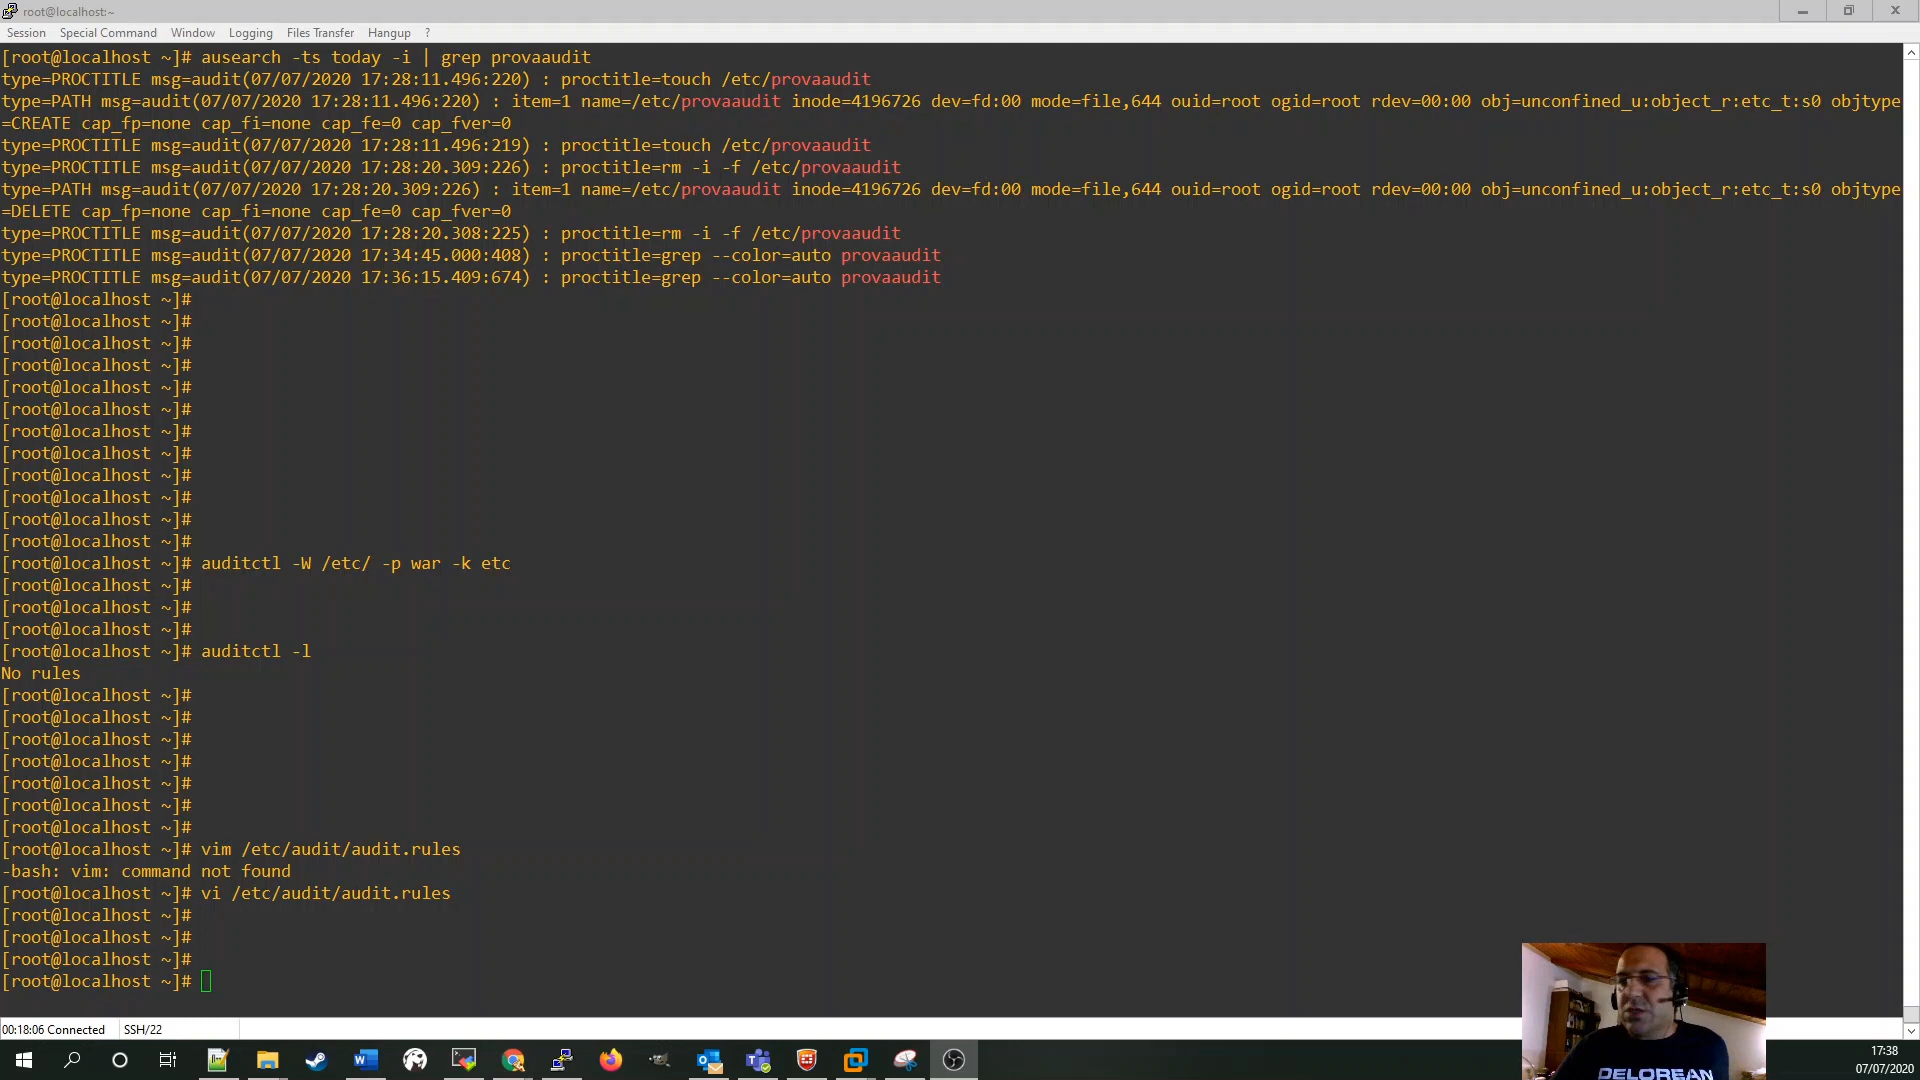 root@localhost:~
Session Special Command Window Logging Files Transfer Hangup ?
[root@localhost ~]# ausearch -ts today -i | grep provaaudit
type=PROCTITLE msg=audit(07/07/2020 17:28:11.496:220) : proctitle=touch /etc/provaaudit
type=PATH msg=audit(07/07/2020 17:28:11.496:220) : item=1 name=/etc/provaaudit inode=4196726 dev=fd:00 mode=file,644 ouid=root ogid=root rdev=00:00 obj=unconfined_u:object_r:etc_t:s0 objtype
=CREATE cap_fp=none cap_fi=none cap_fe=0 cap_fver=0
type=PROCTITLE msg=audit(07/07/2020 17:28:11.496:219) : proctitle=touch /etc/provaaudit
type=PROCTITLE msg=audit(07/07/2020 17:28:20.309:226) : proctitle=rm -i -f /etc/provaaudit
type=PATH msg=audit(07/07/2020 17:28:20.309:226) : item=1 name=/etc/provaaudit inode=4196726 dev=fd:00 mode=file,644 ouid=root ogid=root rdev=00:00 obj=unconfined_u:object_r:etc_t:s0 objtype
=DELETE cap_fp=none cap_fi=none cap_fe=0 cap_fver=0
type=PROCTITLE msg=audit(07/07/2020 17:28:20.308:225) : proctitle=rm -i -f /etc/provaaudit
type=PROCTITLE msg=audit(07/07/2020 17:34:45.000:408) : proctitle=grep --color=auto provaaudit
type=PROCTITLE msg=audit(07/07/2020 17:36:15.409:674) : proctitle=grep --color=auto provaaudit
[root@localhost ~]#
[root@localhost ~]#
[root@localhost ~]#
[root@localhost ~]#
[root@localhost ~]#
[root@localhost ~]#
[root@localhost ~]#
[root@localhost ~]#
[root@localhost ~]#
[root@localhost ~]#
[root@localhost ~]#
[root@localhost ~]#
[root@localhost ~]# auditctl -W /etc/ -p war -k etc
[root@localhost ~]#
[root@localhost ~]#
[root@localhost ~]#
[root@localhost ~]# auditctl -l
No rules
[root@localhost ~]#
[root@localhost ~]#
[root@localhost ~]#
[root@localhost ~]#
[root@localhost ~]#
[root@localhost ~]#
[root@localhost ~]#
[root@localhost ~]# vim /etc/audit/audit.rules
-bash: vim: command not found
[root@localhost ~]# vi /etc/audit/audit.rules
[root@localhost ~]#
[root@localhost ~]#
[root@localhost ~]#
[root@localhost ~]#
00:18:06 Connected SSH/22
DELOREAN
17:38
07/07/2020